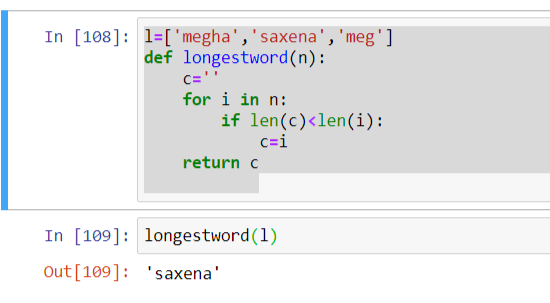 In [108]: l=['megha','saxena','meg']
def longestword(n):
    c=''
    for i in n:
        if len(c)<len(i):
            c=i
    return c
In [109]: longestword(l)
Out[109]: 'saxena'